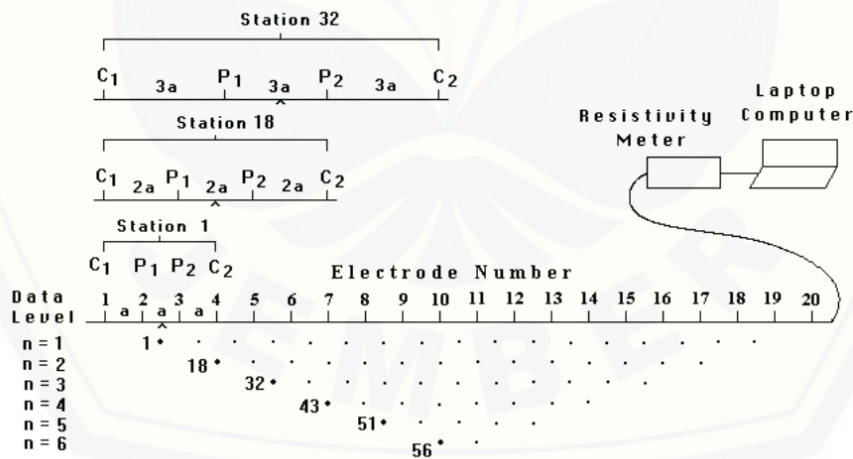 Station 32
C1 3a P1 3a P2 3a C2
Station 18
C1 2a P1 2a P2 2a C2
Station 1
C1 P1 P2 C2
Resistivity Meter
Laptop Computer
Electrode Number
Data Level
1 2 3 4 5 6 7 8 9 10 11 12 13 14 15 16 17 18 19 20
a a a
n = 1 1
n = 2 18
n = 3 32
n = 4 43
n = 5 51
n = 6 56
JEMBER